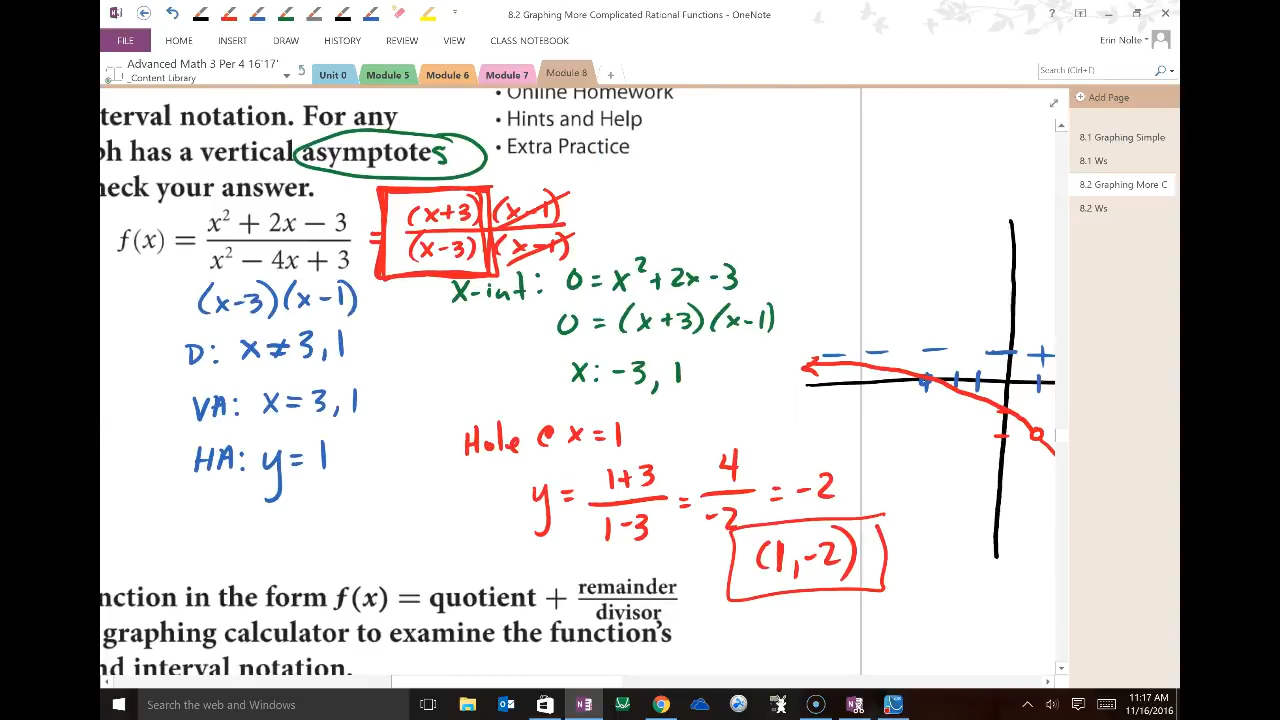 8.2 Graphing More Complicated Rational Functions - OneNote
?
FILE HOME INSERT DRAW HISTORY REVIEW VIEW CLASS NOTEBOOK
Erin Nolte
Advanced Math 3 Per 4 16'17'
_Content Library
5
Unit 0 Module 5 Module 6 Module 7 Module 8 +
Search (Ctrl+E)
Add Page
8.1 Graphing Simple
8.1 Ws
8.2 Graphing More C
8.2 Ws
• Online Homework
• Hints and Help
• Extra Practice
terval notation. For any
ph has a vertical asymptotes
heck your answer.
f(x) = (x² + 2x − 3)/(x² − 4x + 3) = (x+3)(x-1)/(x-3)(x-1)
(x-3)(x-1)
D: x ≠ 3, 1
VA: x = 3, 1
HA: y = 1
x-int: 0 = x² + 2x - 3
0 = (x+3)(x-1)
x: -3, 1
Hole @ x = 1
y = (1+3)/(1-3) = 4/-2 = -2
(1, -2)
nction in the form f(x) = quotient + remainder/divisor,
graphing calculator to examine the function's
nd interval notation.
Search the web and Windows
11:17 AM
11/16/2016